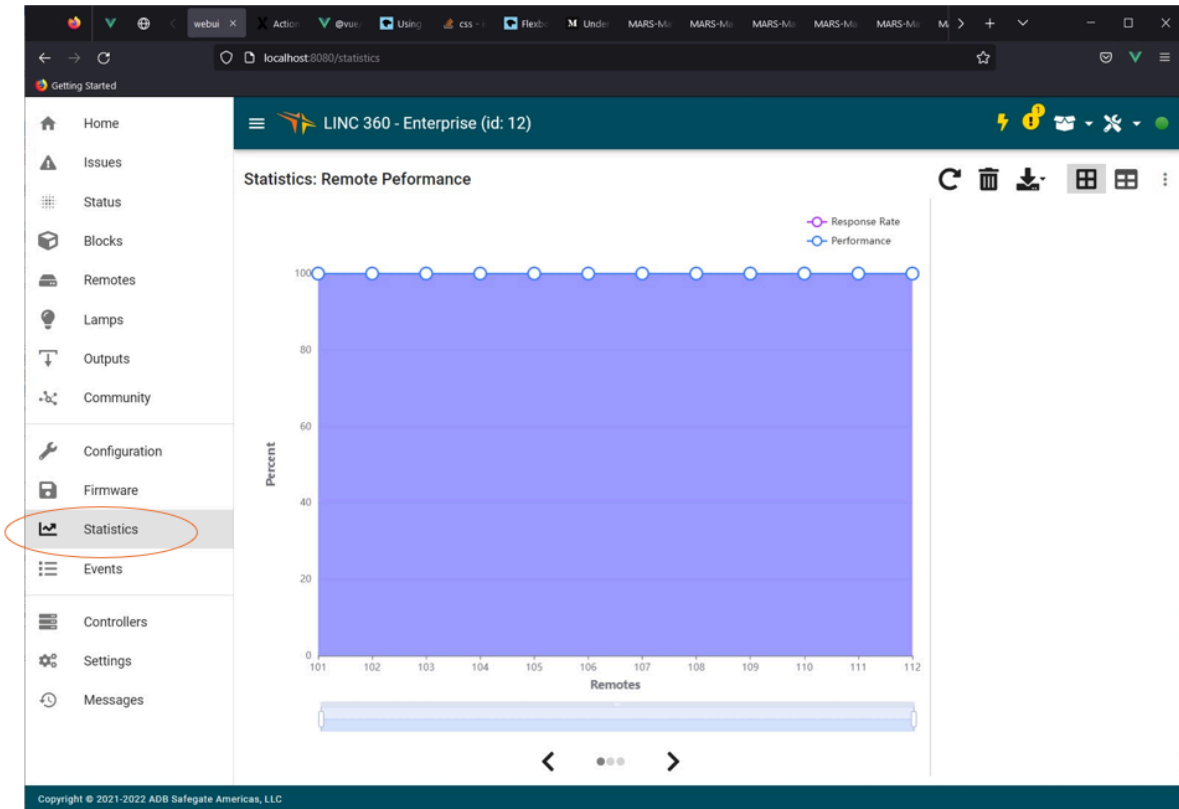 webui
Action
@vue,
Using
css -
Flexbo
Under
MARS-Ma
MARS-Ma
MARS-Ma
MARS-Ma
MARS-Ma
localhost:8080/statistics
Getting Started
Home
Issues
Status
Blocks
Remotes
Lamps
Outputs
Community
Configuration
Firmware
Statistics
Events
Controllers
Settings
Messages
LINC 360 - Enterprise (id: 12)
1
Statistics: Remote Peformance
Response Rate
Performance
100
80
60
40
20
0
Percent
101 102 103 104 105 106 107 108 109 110 111 112
Remotes
Copyright © 2021-2022 ADB Safegate Americas, LLC